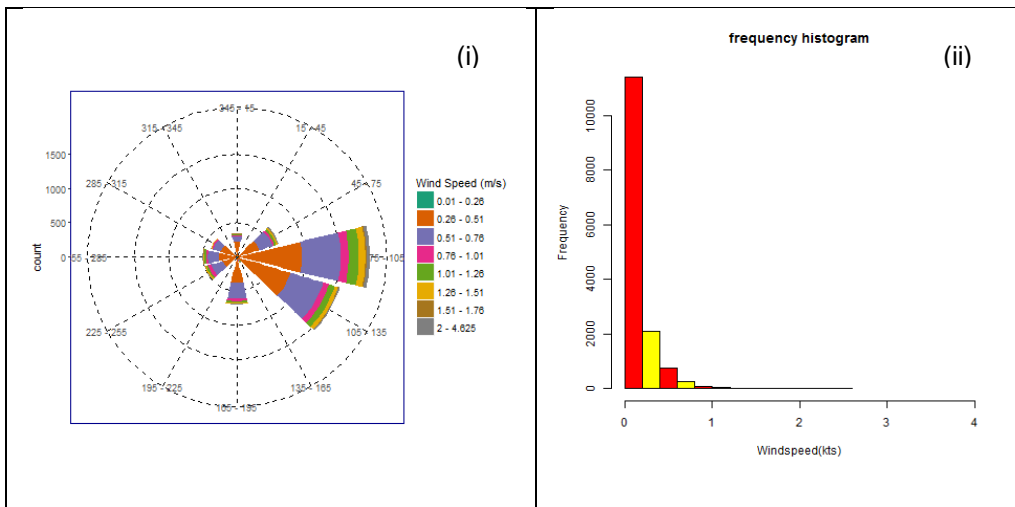 (i)
345 - 15
315 - 345
15 - 45
1500
285 - 315
45 - 75
1000
500
0
255 - 285
75 - 105
225 - 255
105 - 135
195 - 225
135 - 165
165 - 195
count
Wind Speed (m/s)
0.01 - 0.26
0.26 - 0.51
0.51 - 0.76
0.76 - 1.01
1.01 - 1.26
1.26 - 1.51
1.51 - 1.76
2 - 4.625
frequency histogram
(ii)
Frequency
10000
8000
6000
4000
2000
0
0 1 2 3 4
Windspeed(kts)